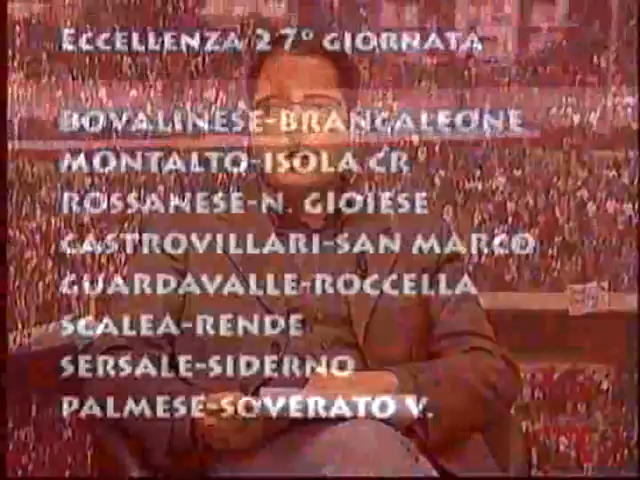 ECCELLENZA 27° GIORNATA
BOVALINESE-BRANCALEONE
MONTALTO-ISOLA CR
ROSSANESE-N. GIOIESE
CASTROVILLARI-SAN MARCO
GUARDAVALLE-ROCCELLA
SCALEA-RENDE
SERSALE-SIDERNO
PALMESE-SOVERATO V.